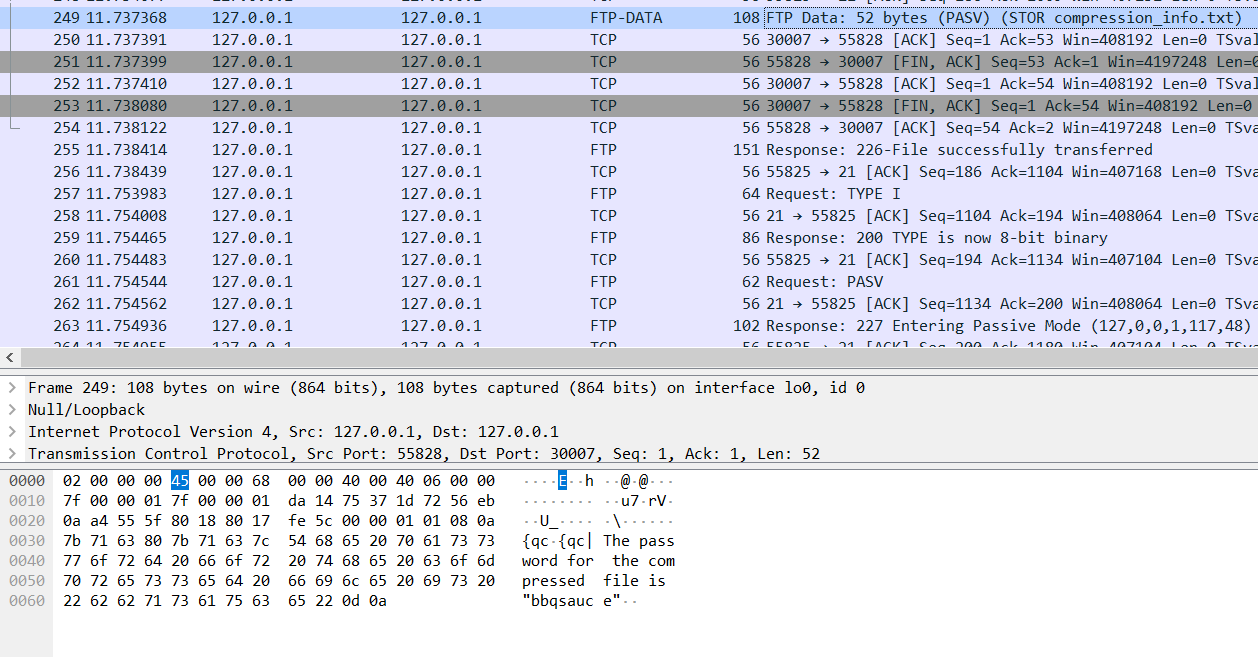 249 11.737368 127.0.0.1 127.0.0.1 FTP-DATA 108 FTP Data: 52 bytes (PASV) (STOR compression_info.txt)
250 11.737391 127.0.0.1 127.0.0.1 TCP 56 30007 → 55828 [ACK] Seq=1 Ack=53 Win=408192 Len=0 TSval
251 11.737399 127.0.0.1 127.0.0.1 TCP 56 55828 → 30007 [FIN, ACK] Seq=53 Ack=1 Win=4197248 Len=0
252 11.737410 127.0.0.1 127.0.0.1 TCP 56 30007 → 55828 [ACK] Seq=1 Ack=54 Win=408192 Len=0 TSval
253 11.738080 127.0.0.1 127.0.0.1 TCP 56 30007 → 55828 [FIN, ACK] Seq=1 Ack=54 Win=408192 Len=0
254 11.738122 127.0.0.1 127.0.0.1 TCP 56 55828 → 30007 [ACK] Seq=54 Ack=2 Win=4197248 Len=0 TSva
255 11.738414 127.0.0.1 127.0.0.1 FTP 151 Response: 226-File successfully transferred
256 11.738439 127.0.0.1 127.0.0.1 TCP 56 55825 → 21 [ACK] Seq=186 Ack=1104 Win=407168 Len=0 TSva
257 11.753983 127.0.0.1 127.0.0.1 FTP 64 Request: TYPE I
258 11.754008 127.0.0.1 127.0.0.1 TCP 56 21 → 55825 [ACK] Seq=1104 Ack=194 Win=408064 Len=0 TSva
259 11.754465 127.0.0.1 127.0.0.1 FTP 86 Response: 200 TYPE is now 8-bit binary
260 11.754483 127.0.0.1 127.0.0.1 TCP 56 55825 → 21 [ACK] Seq=194 Ack=1134 Win=407104 Len=0 TSva
261 11.754544 127.0.0.1 127.0.0.1 FTP 62 Request: PASV
262 11.754562 127.0.0.1 127.0.0.1 TCP 56 21 → 55825 [ACK] Seq=1134 Ack=200 Win=408064 Len=0 TSva
263 11.754936 127.0.0.1 127.0.0.1 FTP 102 Response: 227 Entering Passive Mode (127,0,0,1,117,48)
Frame 249: 108 bytes on wire (864 bits), 108 bytes captured (864 bits) on interface lo0, id 0
Null/Loopback
Internet Protocol Version 4, Src: 127.0.0.1, Dst: 127.0.0.1
Transmission Control Protocol, Src Port: 55828, Dst Port: 30007, Seq: 1, Ack: 1, Len: 52
0000 02 00 00 00 45 00 00 68 00 00 40 00 40 06 00 00 ····E··h ··@·@···
0010 7f 00 00 01 7f 00 00 01 da 14 75 37 1d 72 56 eb ········ ··u7·rV·
0020 0a a4 55 5f 80 18 80 17 fe 5c 00 00 01 01 08 0a ··U_···· ·\······
0030 7b 71 63 80 7b 71 63 7c 54 68 65 20 70 61 73 73 {qc·{qc| The pass
0040 77 6f 72 64 20 66 6f 72 20 74 68 65 20 63 6f 6d word for the com
0050 70 72 65 73 73 65 64 20 66 69 6c 65 20 69 73 20 pressed file is
0060 22 62 62 71 73 61 75 63 65 22 0d 0a "bbqsauc e"··